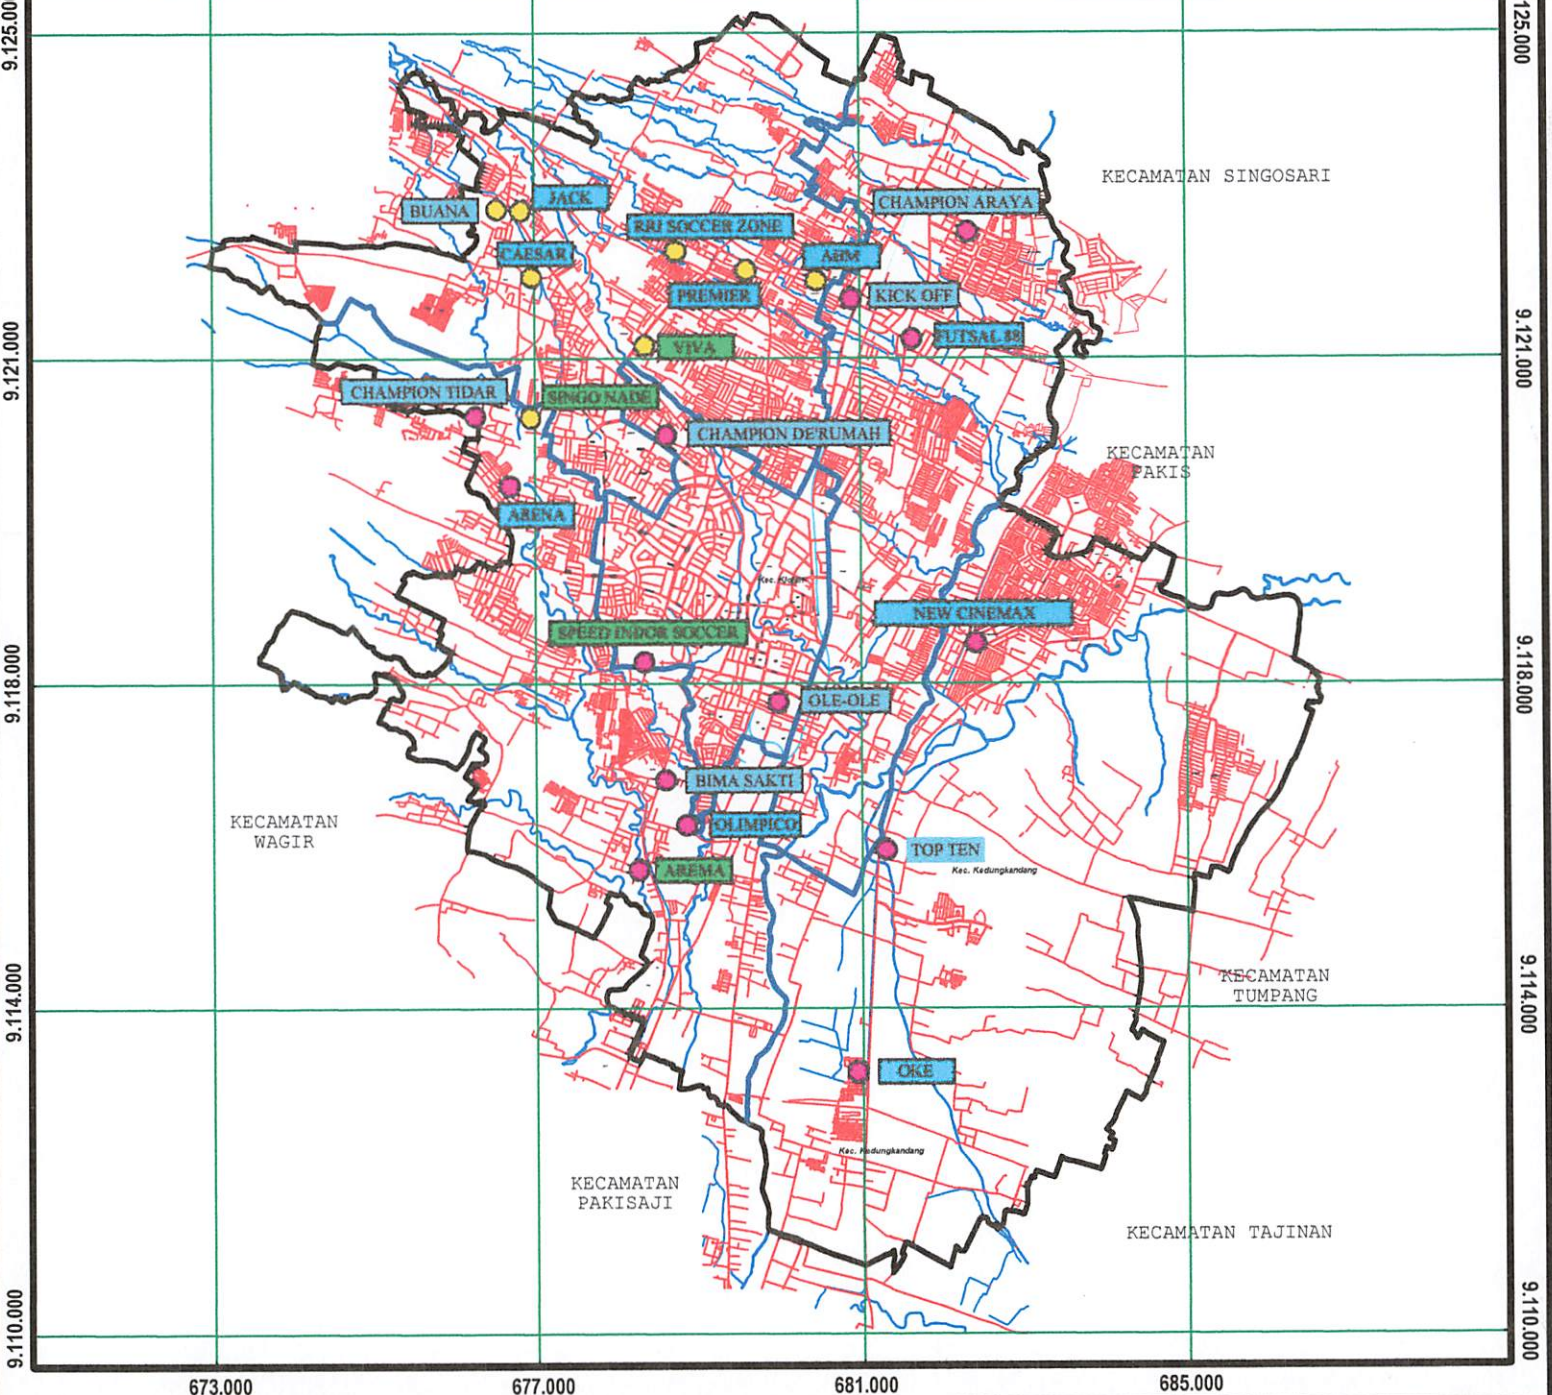 9.125.00
125.000
KECAMATAN SINGOSARI
JACK
BUANA
CHAMPION ARAYA
RRI SOCCER ZONE
CAESAR
ABM
PREMIER
KICK OFF
FUTSAL 88
VIVA
9.121.000
9.121.000
CHAMPION TIDAR
SINGO NADE
CHAMPION DE'RUMAH
KECAMATAN
PAKIS
ARENA
Kec. Klojen
NEW CINEMAX
SPEED INDOR SOCCER
9.118.000
9.118.000
OLE-OLE
BIMA SAKTI
KECAMATAN
WAGIR
OLIMPICO
TOP TEN
AREMA
Kec. Kedungkandang
KECAMATAN
TUMPANG
9.114.000
9.114.000
OKE
Kec. Kedungkandang
KECAMATAN
PAKISAJI
KECAMATAN TAJINAN
9.110.000
9.110.000
673.000
677.000
681.000
685.000